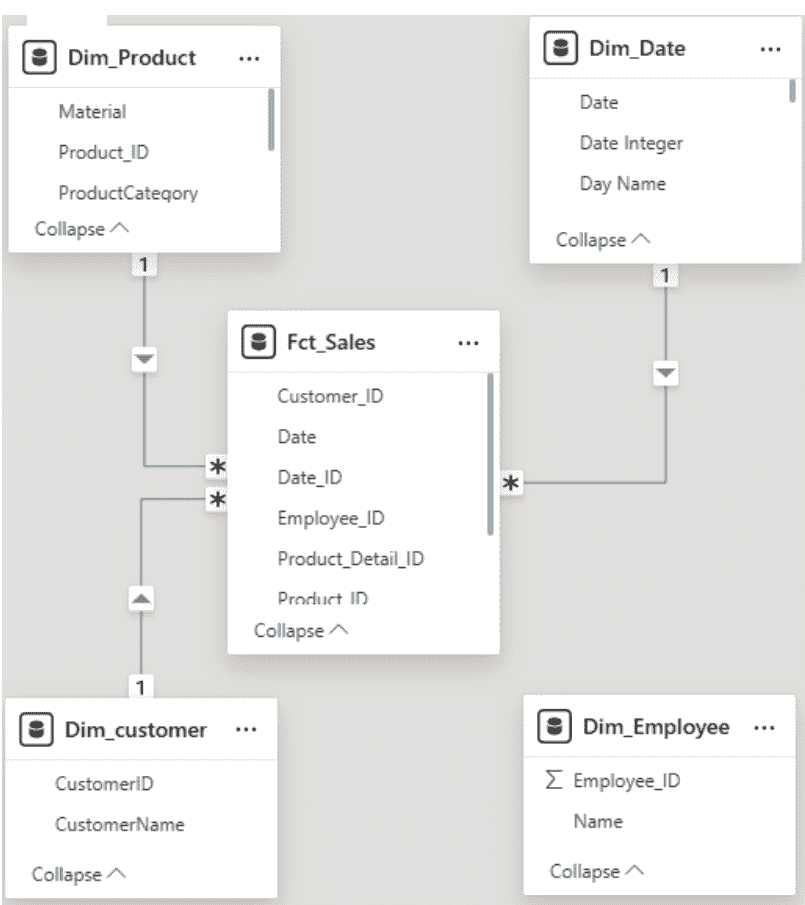 Dim_Product ...
Material
Product_ID
ProductCategory
Collapse
1
Dim_Date ...
Date
Date Integer
Day Name
Collapse
1
Fct_Sales ...
Customer_ID
Date
Date_ID
Employee_ID
Product_Detail_ID
Product_ID
Collapse
*
*
*
1
Dim_customer ...
CustomerID
CustomerName
Collapse
Dim_Employee ...
Σ Employee_ID
Name
Collapse